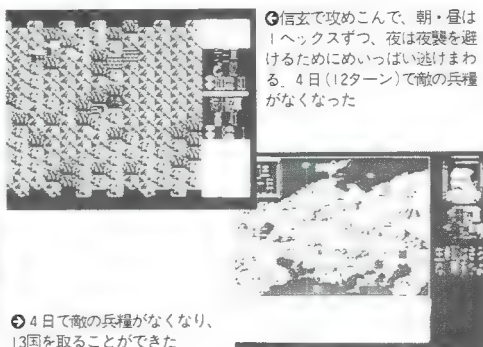 信玄で攻めこんで、朝・昼は
1ヘックスずつ、夜は夜襲を避
けるためにめいっぱい逃げまわ
る。4日(12ターン)で敵の兵糧
がなくなった
4日で敵の兵糧がなくなり、
13国を取ることができた